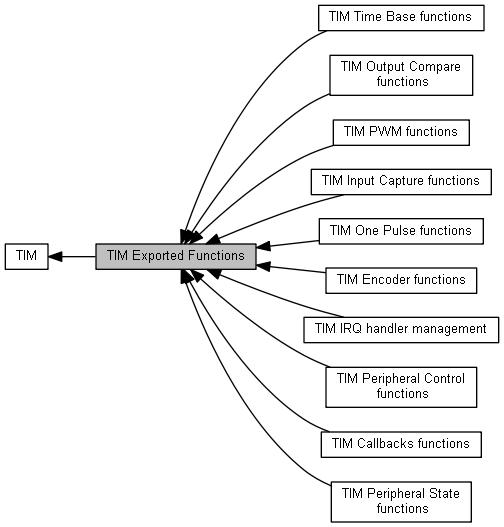 TIM Time Base functions
TIM Output Compare
functions
TIM PWM functions
TIM Input Capture functions
TIM One Pulse functions
TIM
TIM Exported Functions
TIM Encoder functions
TIM IRQ handler management
TIM Peripheral Control
functions
TIM Callbacks functions
TIM Peripheral State
functions